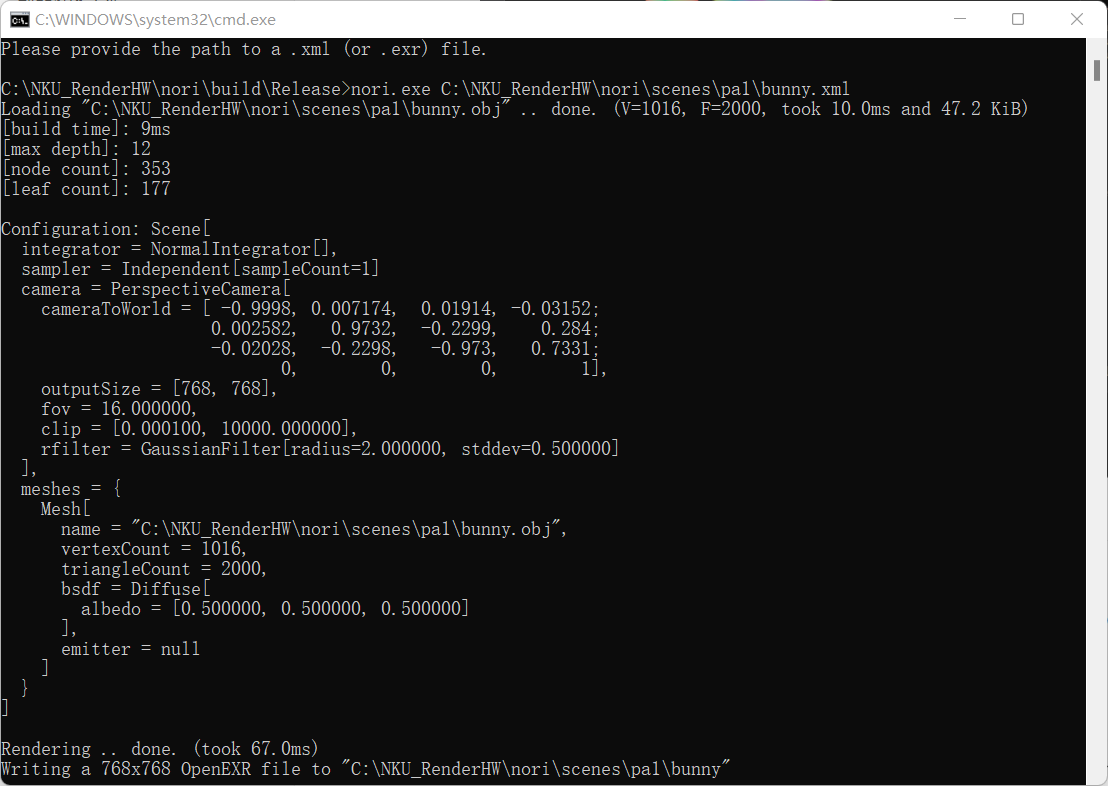 C:\WINDOWS\system32\cmd.exe
Please provide the path to a .xml (or .exr) file.
C:\NKU_RenderHW\nori\build\Release>nori.exe C:\NKU_RenderHW\nori\scenes\pal\bunny.xml
Loading "C:\NKU_RenderHW\nori\scenes\pal\bunny.obj" .. done. (V=1016, F=2000, took 10.0ms and 47.2 KiB)
[build time]: 9ms
[max depth]: 12
[node count]: 353
[leaf count]: 177
Configuration: Scene[
  integrator = NormalIntegrator[],
  sampler = Independent[sampleCount=1]
  camera = PerspectiveCamera[
    cameraToWorld = [ -0.9998, 0.007174,  0.01914, -0.03152;
                     0.002582,   0.9732,  -0.2299,    0.284;
                     -0.02028,  -0.2298,   -0.973,   0.7331;
                            0,        0,        0,        1],
    outputSize = [768, 768],
    fov = 16.000000,
    clip = [0.000100, 10000.000000],
    rfilter = GaussianFilter[radius=2.000000, stddev=0.500000]
  ],
  meshes = {
    Mesh[
      name = "C:\NKU_RenderHW\nori\scenes\pal\bunny.obj",
      vertexCount = 1016,
      triangleCount = 2000,
      bsdf = Diffuse[
        albedo = [0.500000, 0.500000, 0.500000]
      ],
      emitter = null
    ]
  }
]
Rendering .. done. (took 67.0ms)
Writing a 768x768 OpenEXR file to "C:\NKU_RenderHW\nori\scenes\pal\bunny"